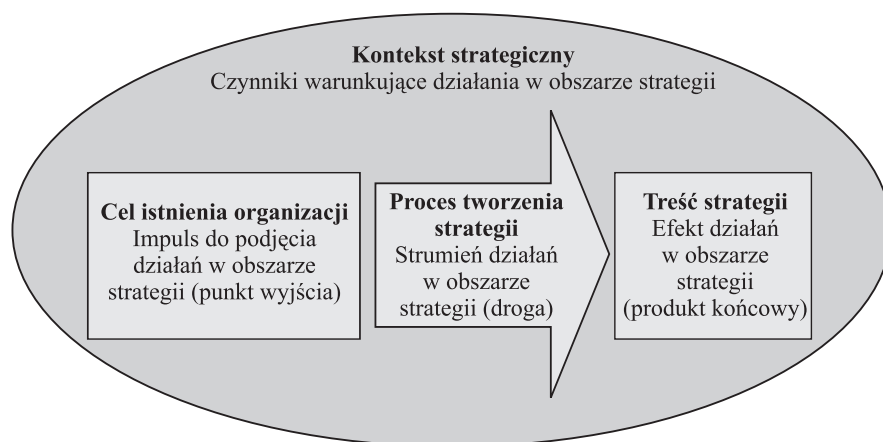 Kontekst strategiczny
Czynniki warunkujące działania w obszarze strategii
Cel istnienia organizacji
Impuls do podjęcia
działań w obszarze
strategii (punkt wyjścia)
Proces tworzenia
strategii
Strumień działań
w obszarze
strategii (droga)
Treść strategii
Efekt działań
w obszarze
strategii
(produkt końcowy)